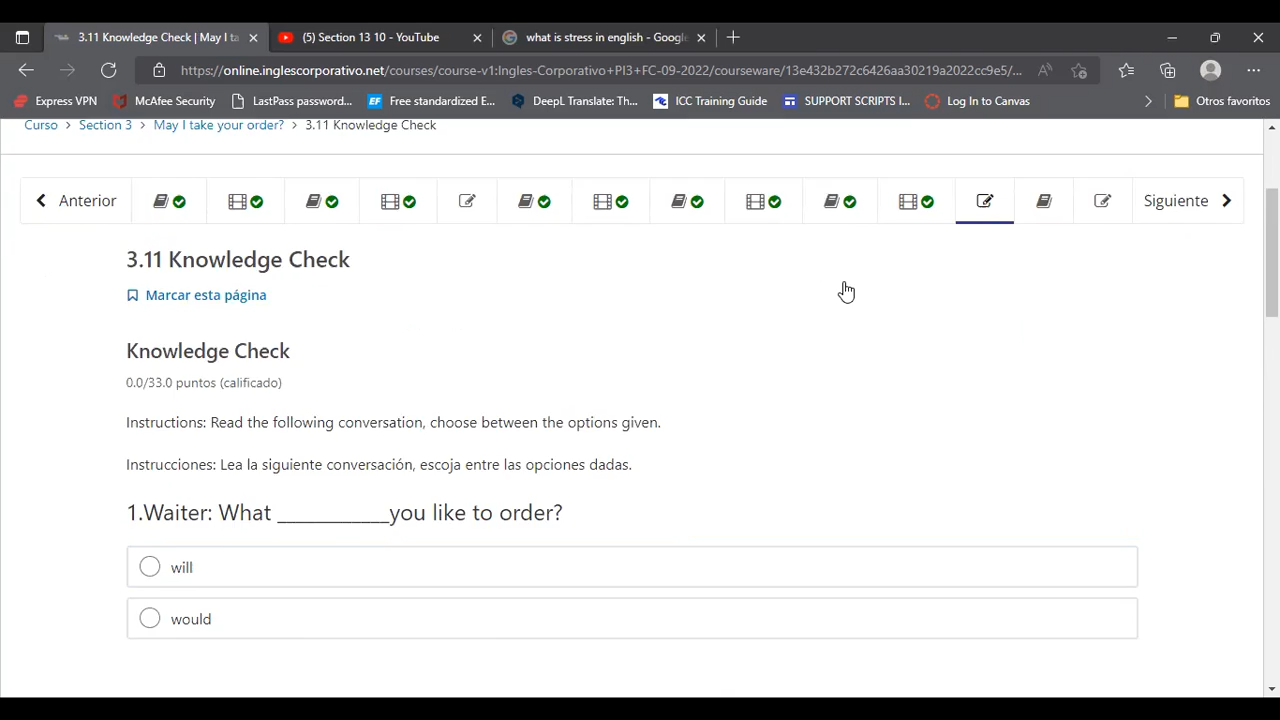 3.11 Knowledge Check | May I ta
(5) Section 13 10 - YouTube
what is stress in english - Googl
https://online.inglescorporativo.net/courses/course-v1:Ingles-Corporativo+PI3+FC-09-2022/courseware/13e432b272c6426aa30219a2022cc9e5/...
Express VPN
McAfee Security
LastPass password...
EF
Free standardized E...
DeepL Translate: Th...
ICC Training Guide
SUPPORT SCRIPTS I...
Log In to Canvas
Otros favoritos
Curso > Section 3 > May I take your order? > 3.11 Knowledge Check
Anterior
Siguiente
3.11 Knowledge Check
Marcar esta página
Knowledge Check
0.0/33.0 puntos (calificado)
Instructions: Read the following conversation, choose between the options given.
Instrucciones: Lea la siguiente conversación, escoja entre las opciones dadas.
1.Waiter: What ___________you like to order?
will
would